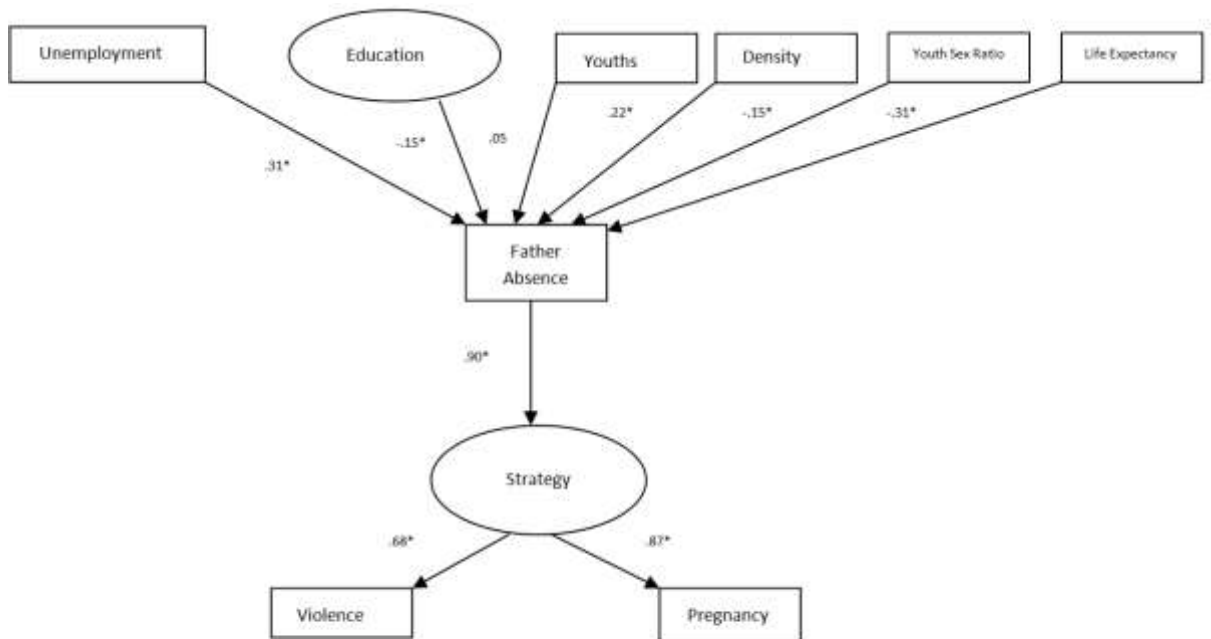 Unemployment
Education
Youths
Density
Youth Sex Ratio
Life Expectancy
.31*
-.15*
.05
.22*
-.15*
-.31*
Father
Absence
.90*
Strategy
.68*
.87*
Violence
Pregnancy